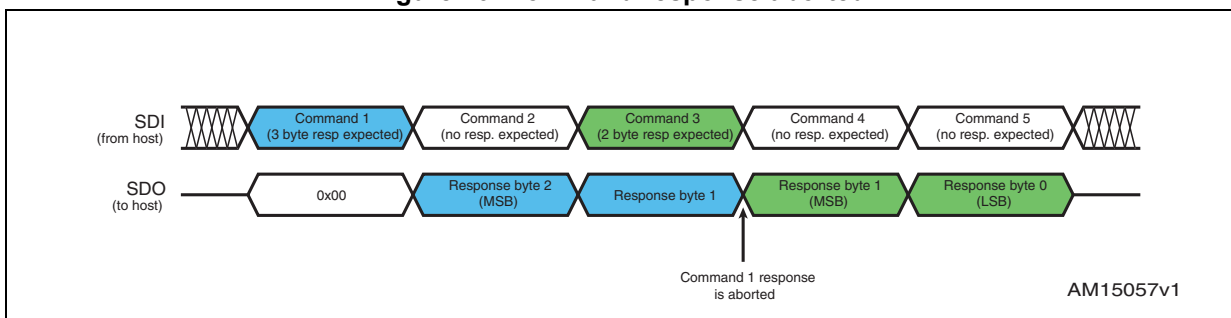 SDI
(from host)
Command 1
(3 byte resp expected)
Command 2
(no resp. expected)
Command 3
(2 byte resp expected)
Command 4
(no resp. expected)
Command 5
(no resp. expected)
SDO
(to host)
0x00
Response byte 2
(MSB)
Response byte 1
Response byte 1
(MSB)
Response byte 0
(LSB)
Command 1 response
is aborted
AM15057v1